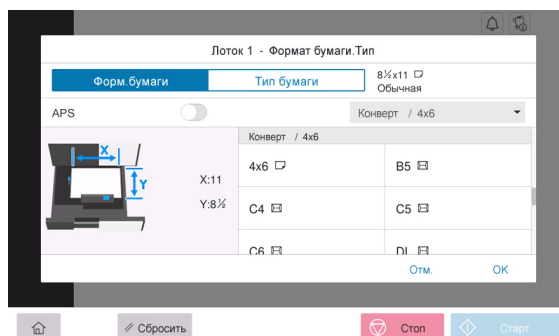 Лоток 1 - Формат бумаги.Тип
Форм.бумаги
Тип бумаги
8½x11
Обычная
APS
Конверт / 4x6
Конверт / 4x6
X
Y
X:11
Y:8½
4x6
B5
C4
C5
C6
DL
Отм.
OK
Сбросить
Стоп
Старт